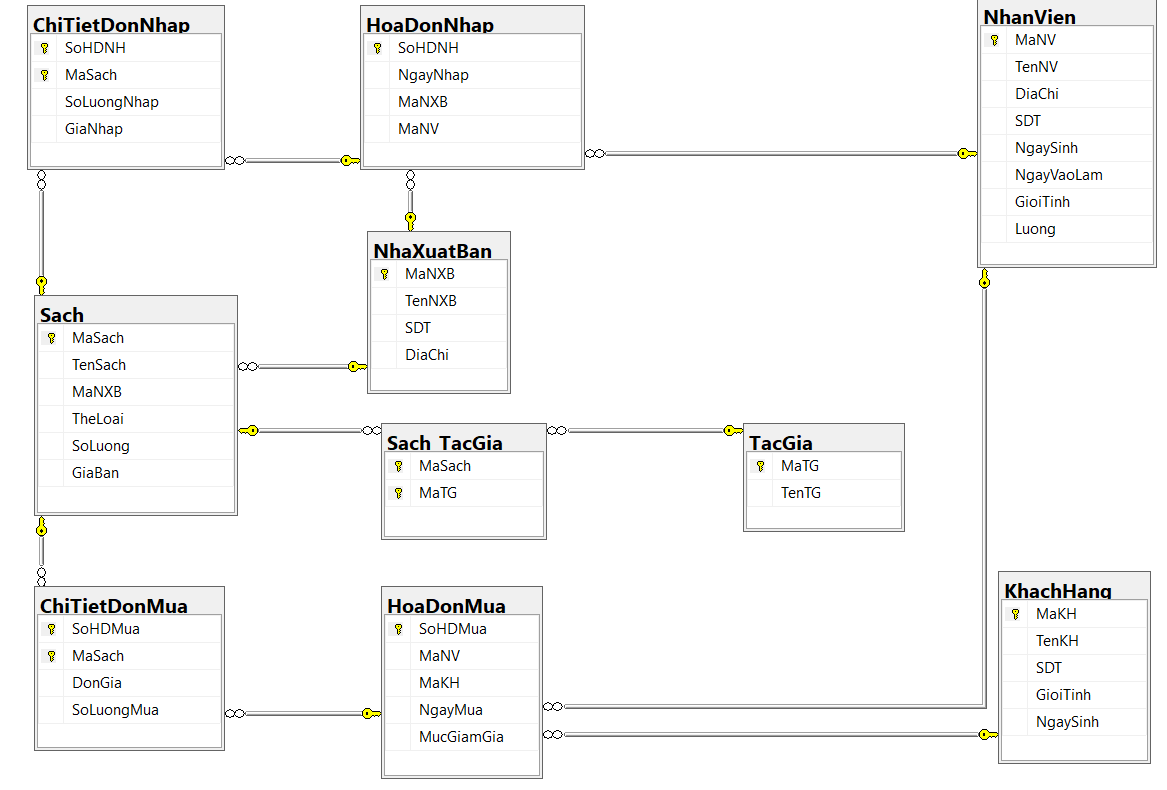 ChiTietDonNhap
SoHDNH
MaSach
SoLuongNhap
GiaNhap
HoaDonNhap
SoHDNH
NgayNhap
MaNXB
MaNV
NhanVien
MaNV
TenNV
DiaChi
SDT
NgaySinh
NgayVaoLam
GioiTinh
Luong
NhaXuatBan
MaNXB
TenNXB
SDT
DiaChi
Sach
MaSach
TenSach
MaNXB
TheLoai
SoLuong
GiaBan
Sach_TacGia
MaSach
MaTG
TacGia
MaTG
TenTG
ChiTietDonMua
SoHDMua
MaSach
DonGia
SoLuongMua
HoaDonMua
SoHDMua
MaNV
MaKH
NgayMua
MucGiamGia
KhachHang
MaKH
TenKH
SDT
GioiTinh
NgaySinh